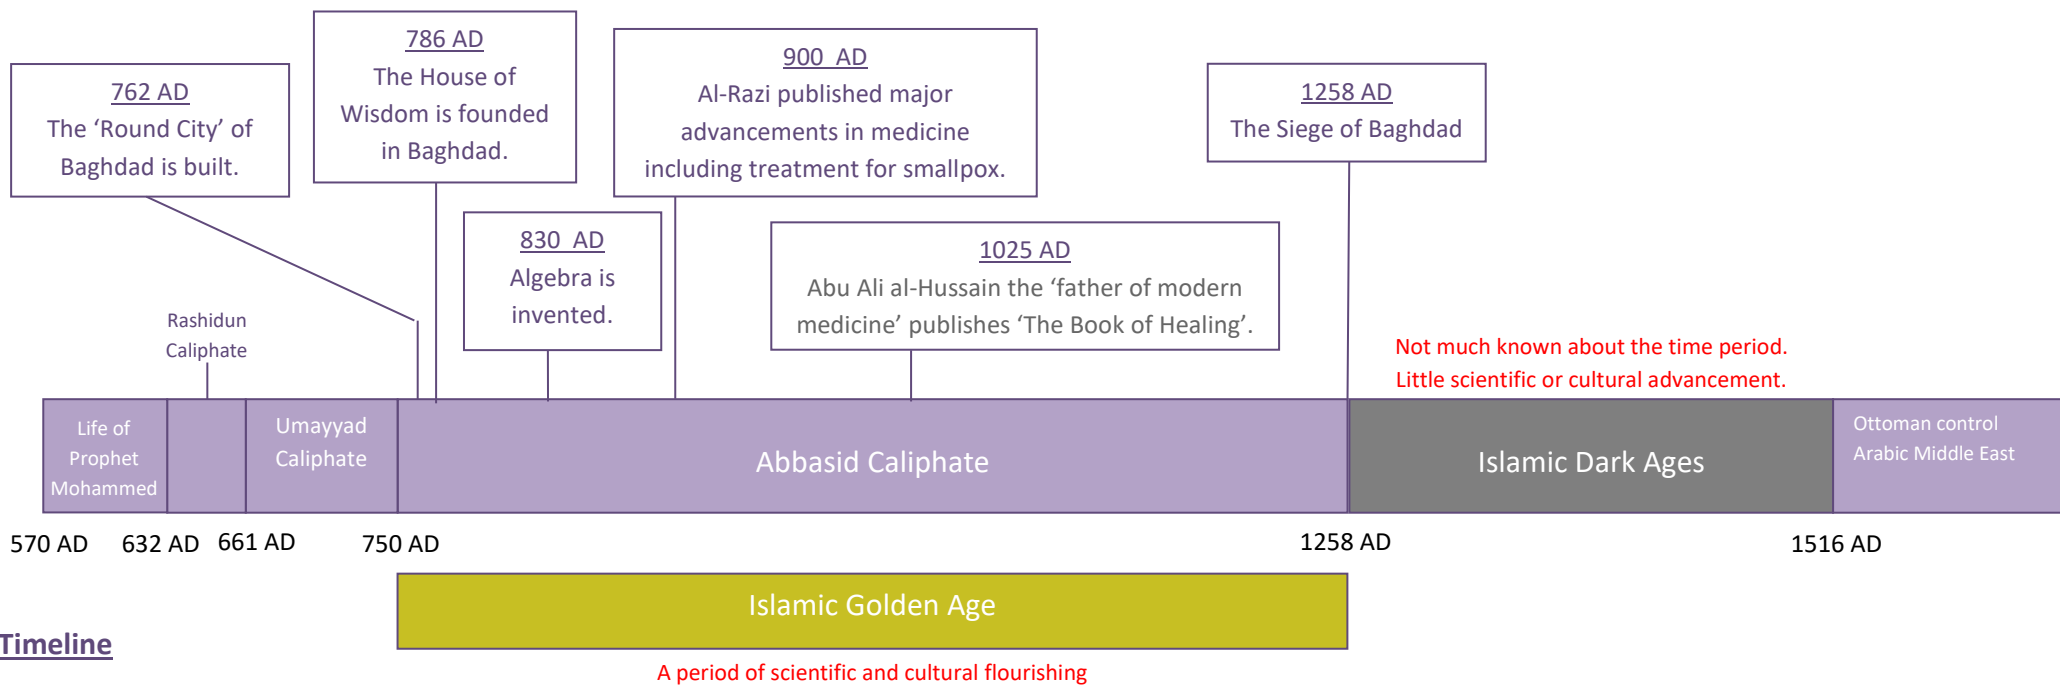 762 AD
The ‘Round City’ of
Baghdad is built.
786 AD
The House of
Wisdom is founded
in Baghdad.
830  AD
Algebra is
invented.
900  AD
Al-Razi published major
advancements in medicine
including treatment for smallpox.
1025 AD
Abu Ali al-Hussain the ‘father of modern
medicine’ publishes ‘The Book of Healing’.
1258 AD
The Siege of Baghdad
Rashidun
Caliphate
Not much known about the time period.
Little scientific or cultural advancement.
Life of
Prophet
Mohammed
Umayyad
Caliphate
Abbasid Caliphate
Islamic Dark Ages
Ottoman control
Arabic Middle East
570 AD
632 AD
661 AD
750 AD
1258 AD
1516 AD
Islamic Golden Age
Timeline
A period of scientific and cultural flourishing